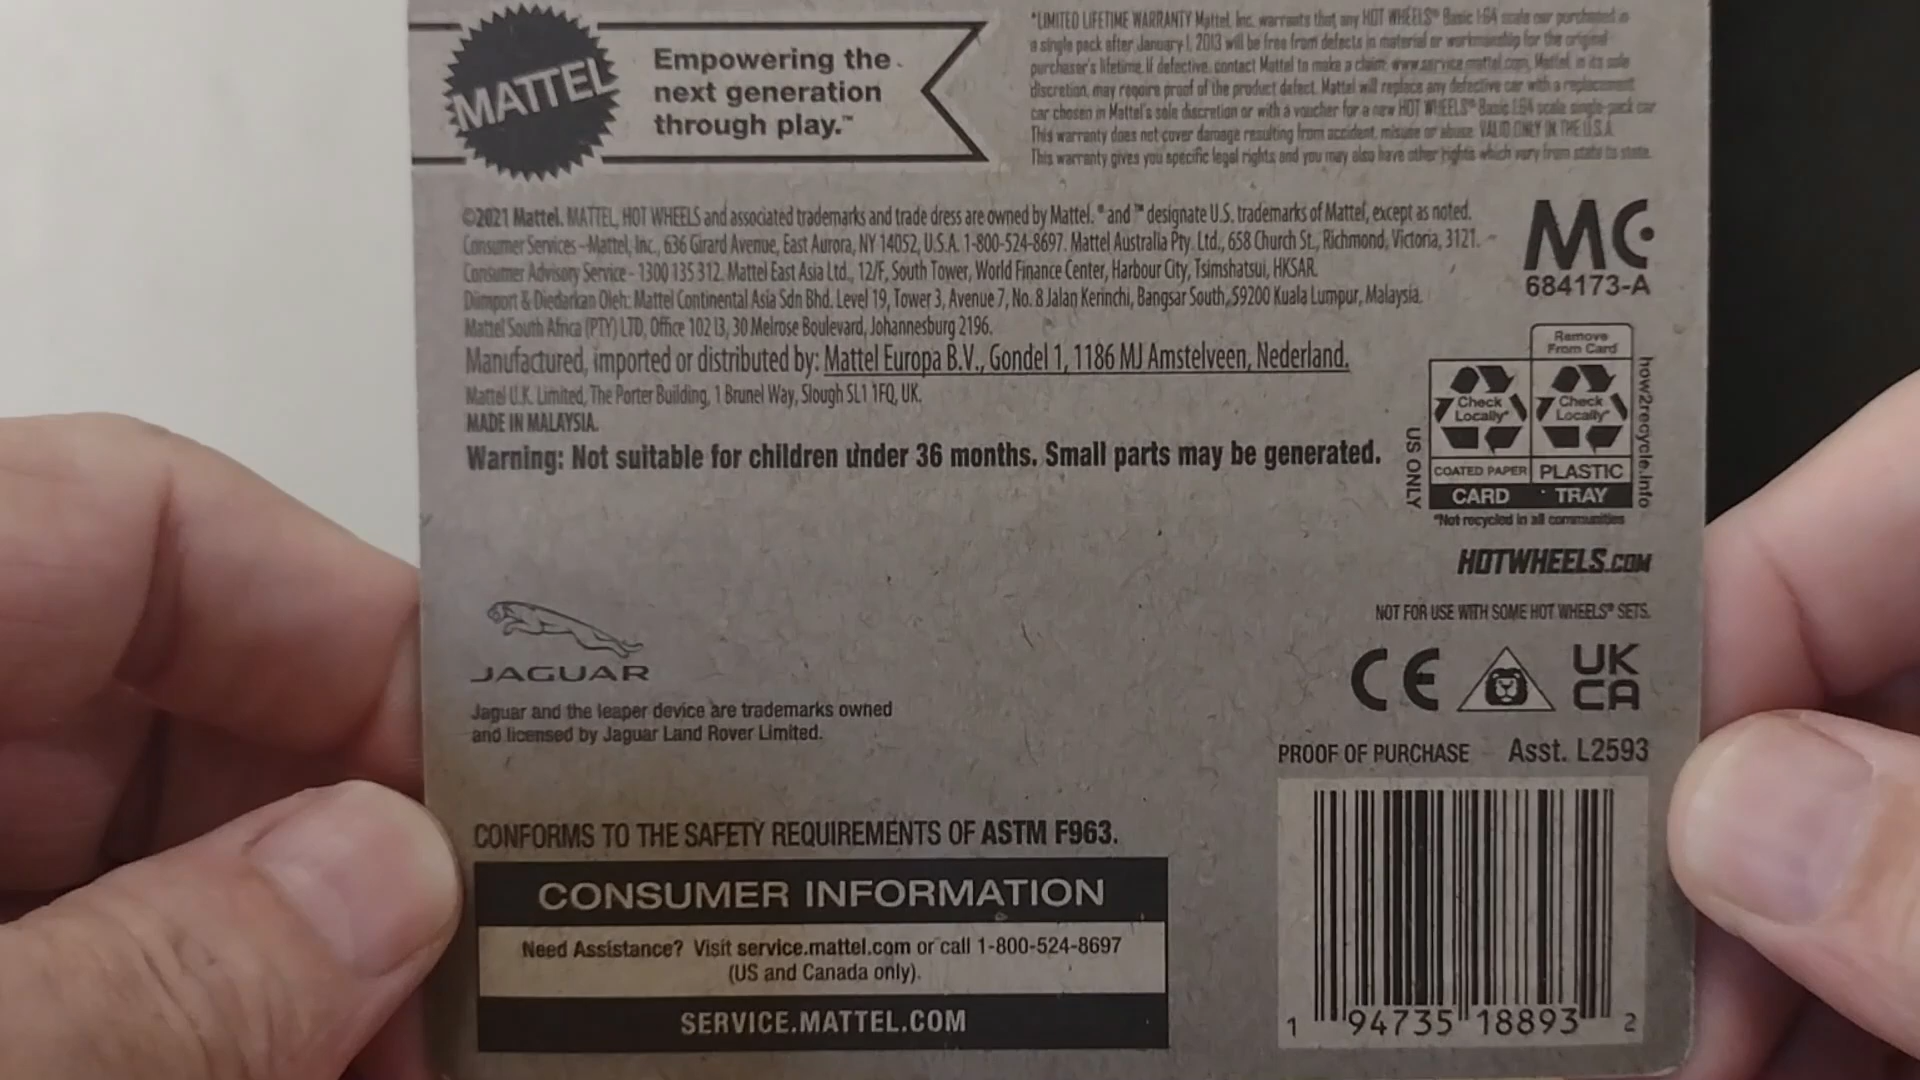 MATTEL
Empowering the
next generation
through play.™
*LIMITED LIFETIME WARRANTY Mattel, Inc. warrants that any HOT WHEELS® Basic 1:64 scale car purchased in
a single pack after January 1, 2013 will be free from defects in material or workmanship for the original
purchaser's lifetime. If defective, contact Mattel to make a claim: www.service.mattel.com. Mattel, in its sole
discretion, may require proof of the product defect. Mattel will replace any defective car with a replacement
car chosen in Mattel's sole discretion or with a voucher for a new HOT WHEELS® Basic 1:64 scale single-pack car.
This warranty does not cover damage resulting from accident, misuse or abuse. VALID ONLY IN THE U.S.A.
This warranty gives you specific legal rights and you may also have other rights which vary from state to state.
©2021 Mattel. MATTEL, HOT WHEELS and associated trademarks and trade dress are owned by Mattel. ® and ™ designate U.S. trademarks of Mattel, except as noted.
Consumer Services - Mattel, Inc., 636 Girard Avenue, East Aurora, NY 14052, U.S.A. 1-800-524-8697. Mattel Australia Pty. Ltd., 658 Church St., Richmond, Victoria, 3121.
Consumer Advisory Service - 1300 135 312. Mattel East Asia Ltd., 12/F, South Tower, World Finance Center, Harbour City, Tsimshatsui, HKSAR.
Diimport & Diedarkan Oleh: Mattel Continental Asia Sdn Bhd. Level 19, Tower 3, Avenue 7, No. 8 Jalan Kerinchi, Bangsar South, 59200 Kuala Lumpur, Malaysia.
Mattel South Africa (PTY) LTD, Office 102 I3, 30 Melrose Boulevard, Johannesburg 2196.
Manufactured, imported or distributed by: Mattel Europa B.V., Gondel 1, 1186 MJ Amstelveen, Nederland.
Mattel U.K. Limited, The Porter Building, 1 Brunel Way, Slough SL1 1FQ, UK.
MADE IN MALAYSIA.
Warning: Not suitable for children under 36 months. Small parts may be generated.
MC
684173-A
Remove
From Card
Check
Locally*
Check
Locally*
COATED PAPER
PLASTIC
CARD
TRAY
US ONLY
how2recycle.info
*Not recycled in all communities
HOTWHEELS.COM
NOT FOR USE WITH SOME HOT WHEELS® SETS.
CE
UK
CA
JAGUAR
Jaguar and the leaper device are trademarks owned
and licensed by Jaguar Land Rover Limited.
PROOF OF PURCHASE Asst. L2593
CONFORMS TO THE SAFETY REQUIREMENTS OF ASTM F963.
CONSUMER INFORMATION
Need Assistance? Visit service.mattel.com or call 1-800-524-8697
(US and Canada only).
SERVICE.MATTEL.COM
1 94735 18893 2